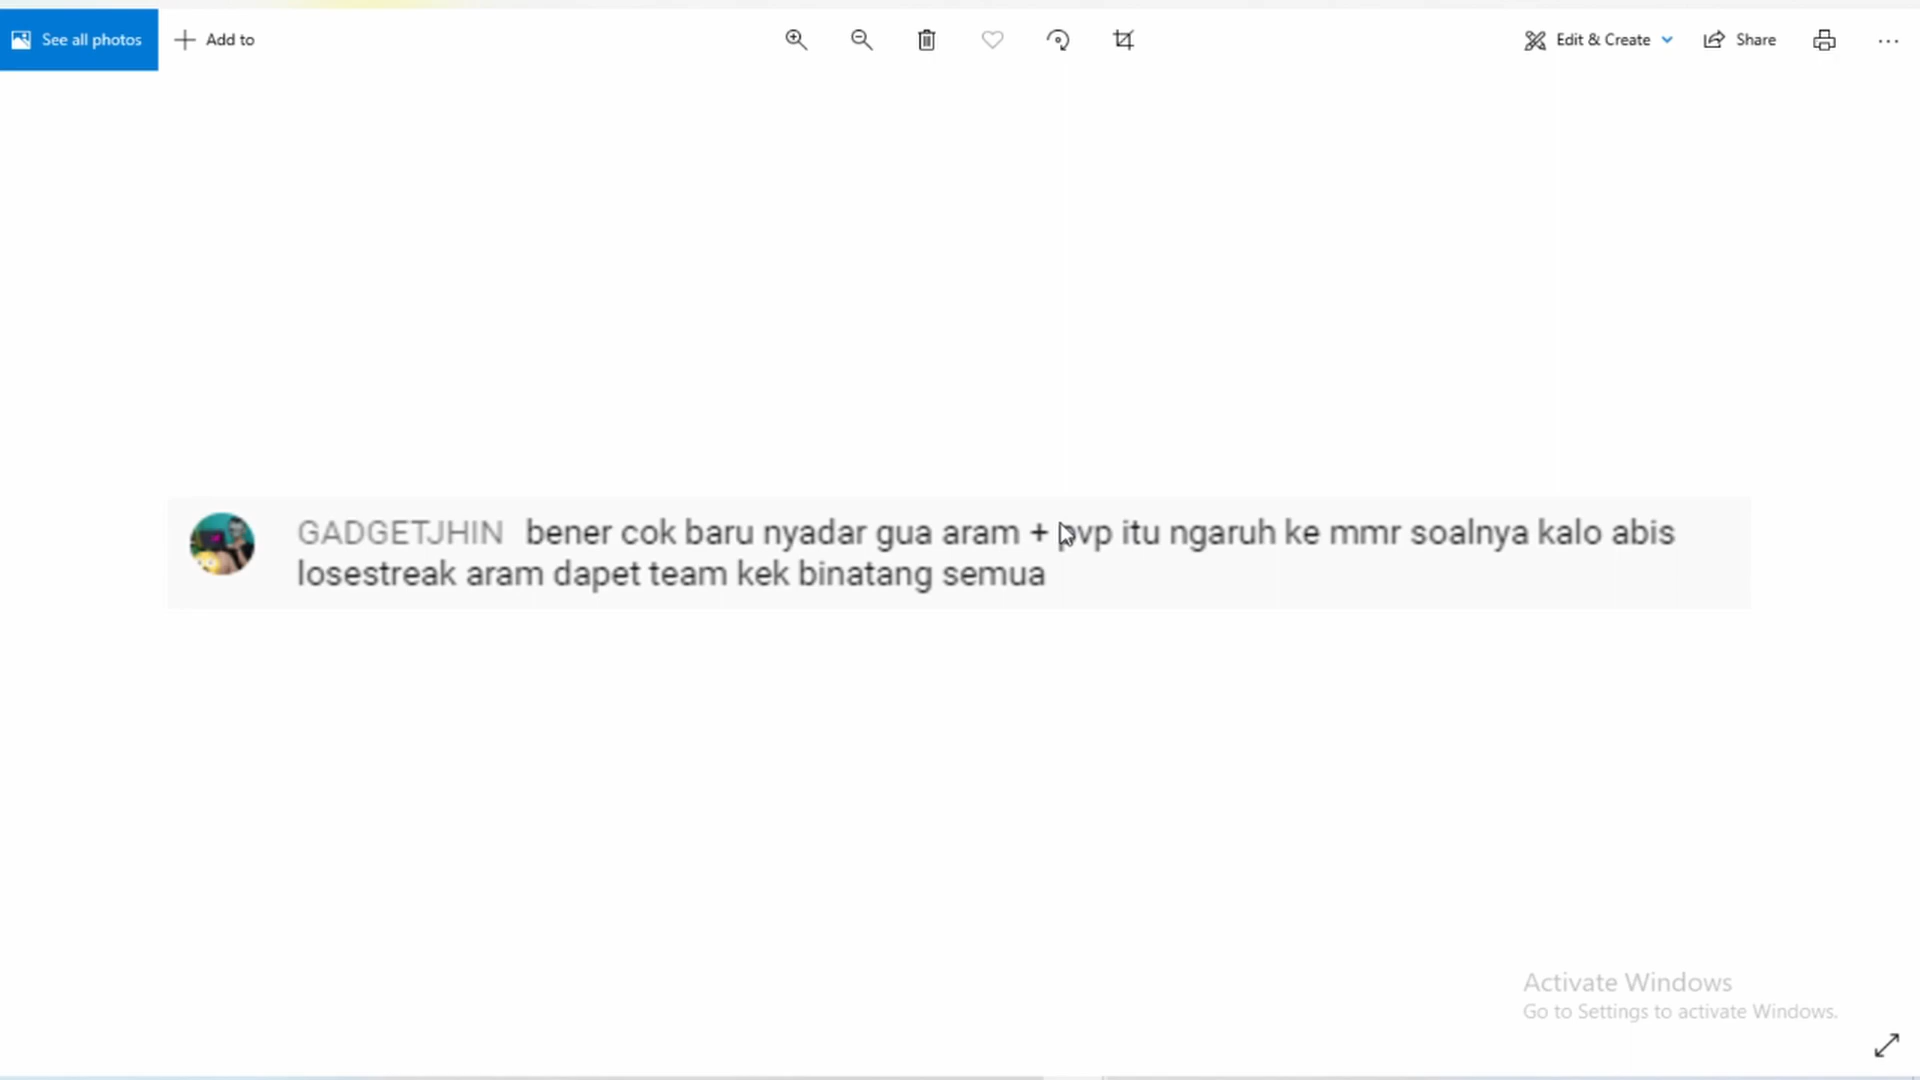 See all photos
Add to
Edit & Create
Share
GADGETJHIN bener cok baru nyadar gua aram + pvp itu ngaruh ke mmr soalnya kalo abis
losestreak aram dapet team kek binatang semua
Activate Windows
Go to Settings to activate Windows.